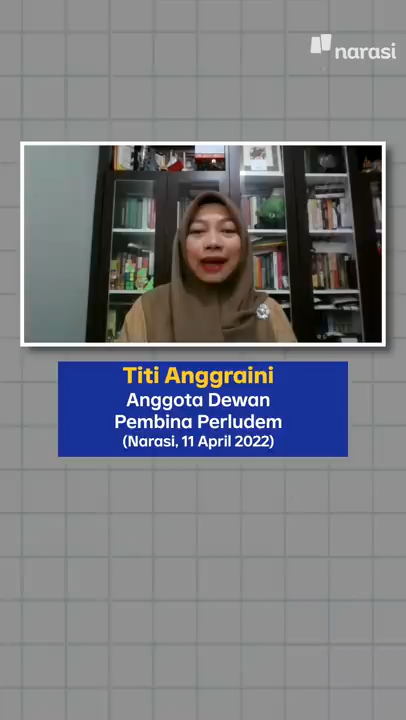 narasi
Titi Anggraini
Anggota Dewan
Pembina Perludem
(Narasi, 11 April 2022)